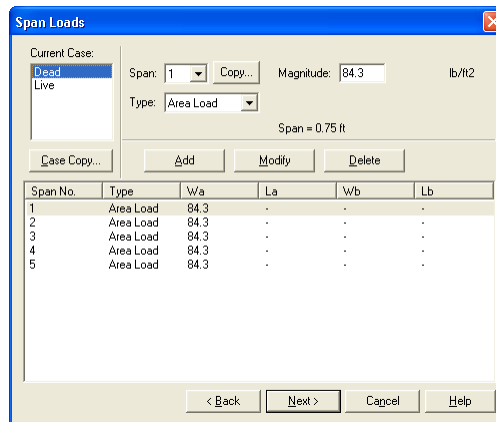 Span Loads
Current Case:
Dead
Live
Span: 1 Copy... Magnitude: 84.3 lb/ft2
Type: Area Load
Span = 0.75 ft
Case Copy... Add Modify Delete
Span No. Type Wa La Wb Lb
1 Area Load 84.3 - - -
2 Area Load 84.3 - - -
3 Area Load 84.3 - - -
4 Area Load 84.3 - - -
5 Area Load 84.3 - - -
< Back Next > Cancel Help